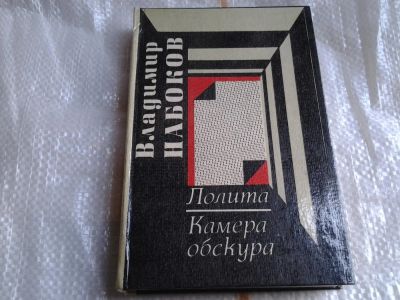 Владимир
НАБОКОВ
Лолита
Камера
обскура